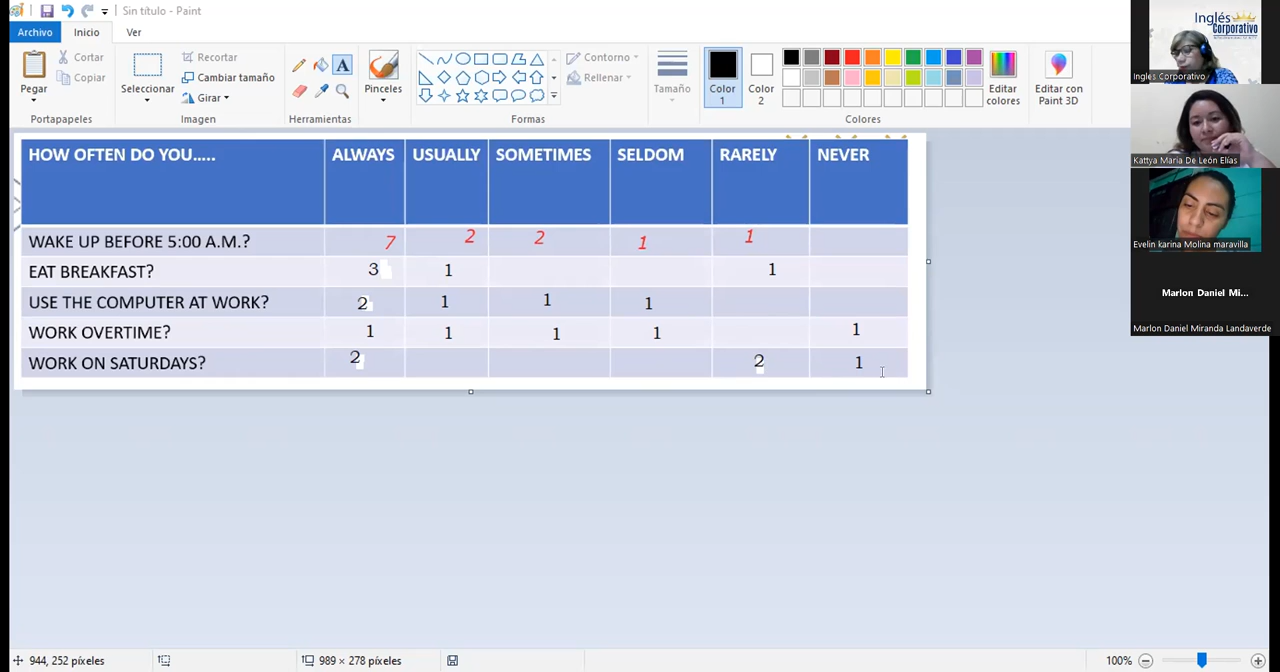 Sin título - Paint
Archivo Inicio Ver
Pegar
Cortar
Copiar
Portapapeles
Seleccionar
Recortar
Cambiar tamaño
Girar
Imagen
A
Herramientas
Pinceles
Contorno
Rellenar
Formas
Tamaño
Color 1
Color 2
Editar colores
Editar con Paint 3D
Colores
HOW OFTEN DO YOU..... ALWAYS USUALLY SOMETIMES SELDOM RARELY NEVER
WAKE UP BEFORE 5:00 A.M.? 7 2 2 1 1
EAT BREAKFAST? 3 1 1
USE THE COMPUTER AT WORK? 2 1 1 1
WORK OVERTIME? 1 1 1 1 1
WORK ON SATURDAYS? 2 2 1
Inglés
Corporativo
Ingles Corporativo
Kattya Maria De León Elías
Evelin karina Molina maravilla
Marlon Daniel Mi...
Marlon Daniel Miranda Landaverde
944, 252 píxeles 989 × 278 píxeles 100%